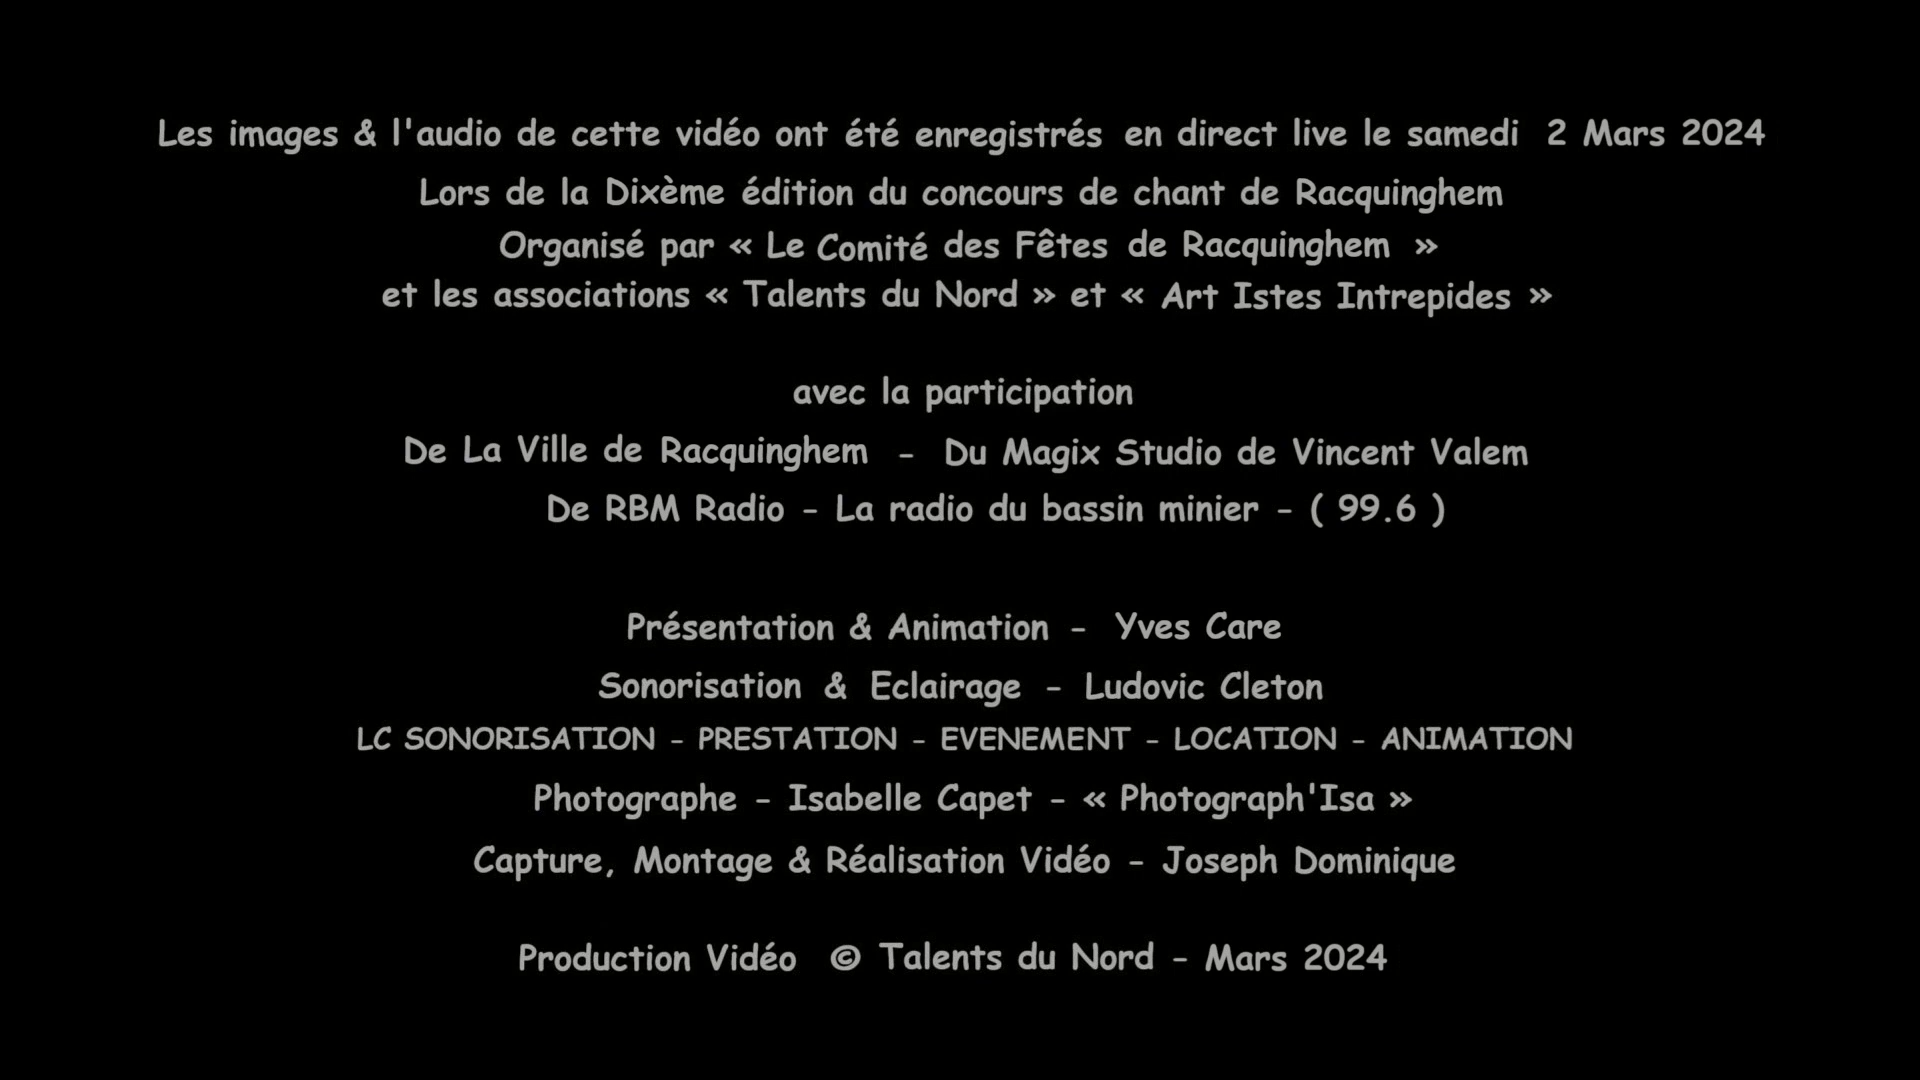 Les images & l'audio de cette vidéo ont été enregistrés en direct live le samedi 2 Mars 2024
Lors de la Dixème édition du concours de chant de Racquinghem
Organisé par « Le Comité des Fêtes de Racquinghem »
et les associations « Talents du Nord » et « Art Istes Intrepides »
avec la participation
De La Ville de Racquinghem - Du Magix Studio de Vincent Valem
De RBM Radio - La radio du bassin minier - ( 99.6 )
Présentation & Animation - Yves Care
Sonorisation & Eclairage - Ludovic Cleton
LC SONORISATION - PRESTATION - EVENEMENT - LOCATION - ANIMATION
Photographe - Isabelle Capet - « Photograph'Isa »
Capture, Montage & Réalisation Vidéo - Joseph Dominique
Production Vidéo © Talents du Nord - Mars 2024